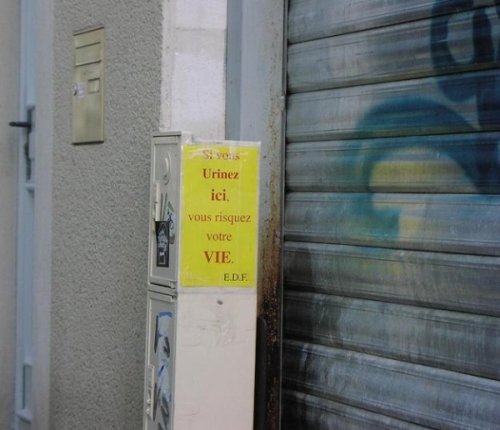 Si vous
Urinez
ici,
vous risquez
votre
VIE.
E.D.F.